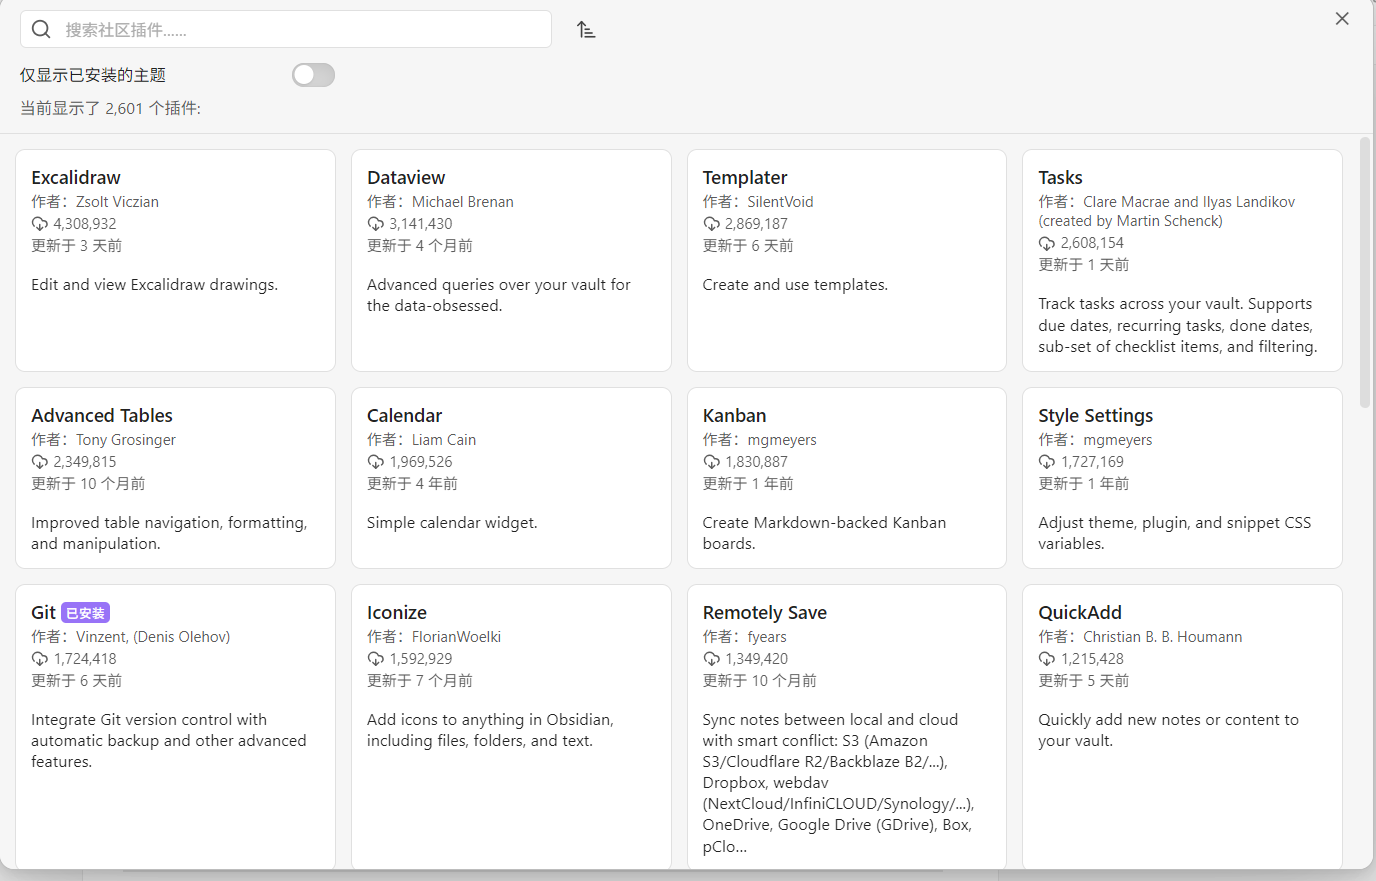 搜索社区插件......
仅显示已安装的主题
当前显示了 2,601 个插件:
Excalidraw
作者：Zsolt Viczian
4,308,932
更新于 3 天前
Edit and view Excalidraw drawings.
Dataview
作者：Michael Brenan
3,141,430
更新于 4 个月前
Advanced queries over your vault for
the data-obsessed.
Templater
作者：SilentVoid
2,869,187
更新于 6 天前
Create and use templates.
Tasks
作者：Clare Macrae and Ilyas Landikov
(created by Martin Schenck)
2,608,154
更新于 1 天前
Track tasks across your vault. Supports
due dates, recurring tasks, done dates,
sub-set of checklist items, and filtering.
Advanced Tables
作者：Tony Grosinger
2,349,815
更新于 10 个月前
Improved table navigation, formatting,
and manipulation.
Calendar
作者：Liam Cain
1,969,526
更新于 4 年前
Simple calendar widget.
Kanban
作者：mgmeyers
1,830,887
更新于 1 年前
Create Markdown-backed Kanban
boards.
Style Settings
作者：mgmeyers
1,727,169
更新于 1 年前
Adjust theme, plugin, and snippet CSS
variables.
Git 已安装
作者：Vinzent, (Denis Olehov)
1,724,418
更新于 6 天前
Integrate Git version control with
automatic backup and other advanced
features.
Iconize
作者：FlorianWoelki
1,592,929
更新于 7 个月前
Add icons to anything in Obsidian,
including files, folders, and text.
Remotely Save
作者：fyears
1,349,420
更新于 10 个月前
Sync notes between local and cloud
with smart conflict: S3 (Amazon
S3/Cloudflare R2/Backblaze B2/...),
Dropbox, webdav
(NextCloud/InfiniCLOUD/Synology/...),
OneDrive, Google Drive (GDrive), Box,
pClo...
QuickAdd
作者：Christian B. B. Houmann
1,215,428
更新于 5 天前
Quickly add new notes or content to
your vault.